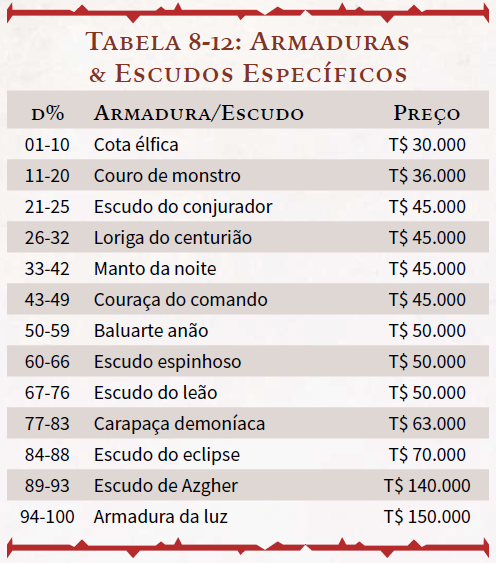 Tabela 8-12: Armaduras
& Escudos Específicos
d% Armadura/Escudo Preço
01-10 Cota élfica T$ 30.000
11-20 Couro de monstro T$ 36.000
21-25 Escudo do conjurador T$ 45.000
26-32 Loriga do centurião T$ 45.000
33-42 Manto da noite T$ 45.000
43-49 Couraça do comando T$ 45.000
50-59 Baluarte anão T$ 50.000
60-66 Escudo espinhoso T$ 50.000
67-76 Escudo do leão T$ 50.000
77-83 Carapaça demoníaca T$ 63.000
84-88 Escudo do eclipse T$ 70.000
89-93 Escudo de Azgher T$ 140.000
94-100 Armadura da luz T$ 150.000